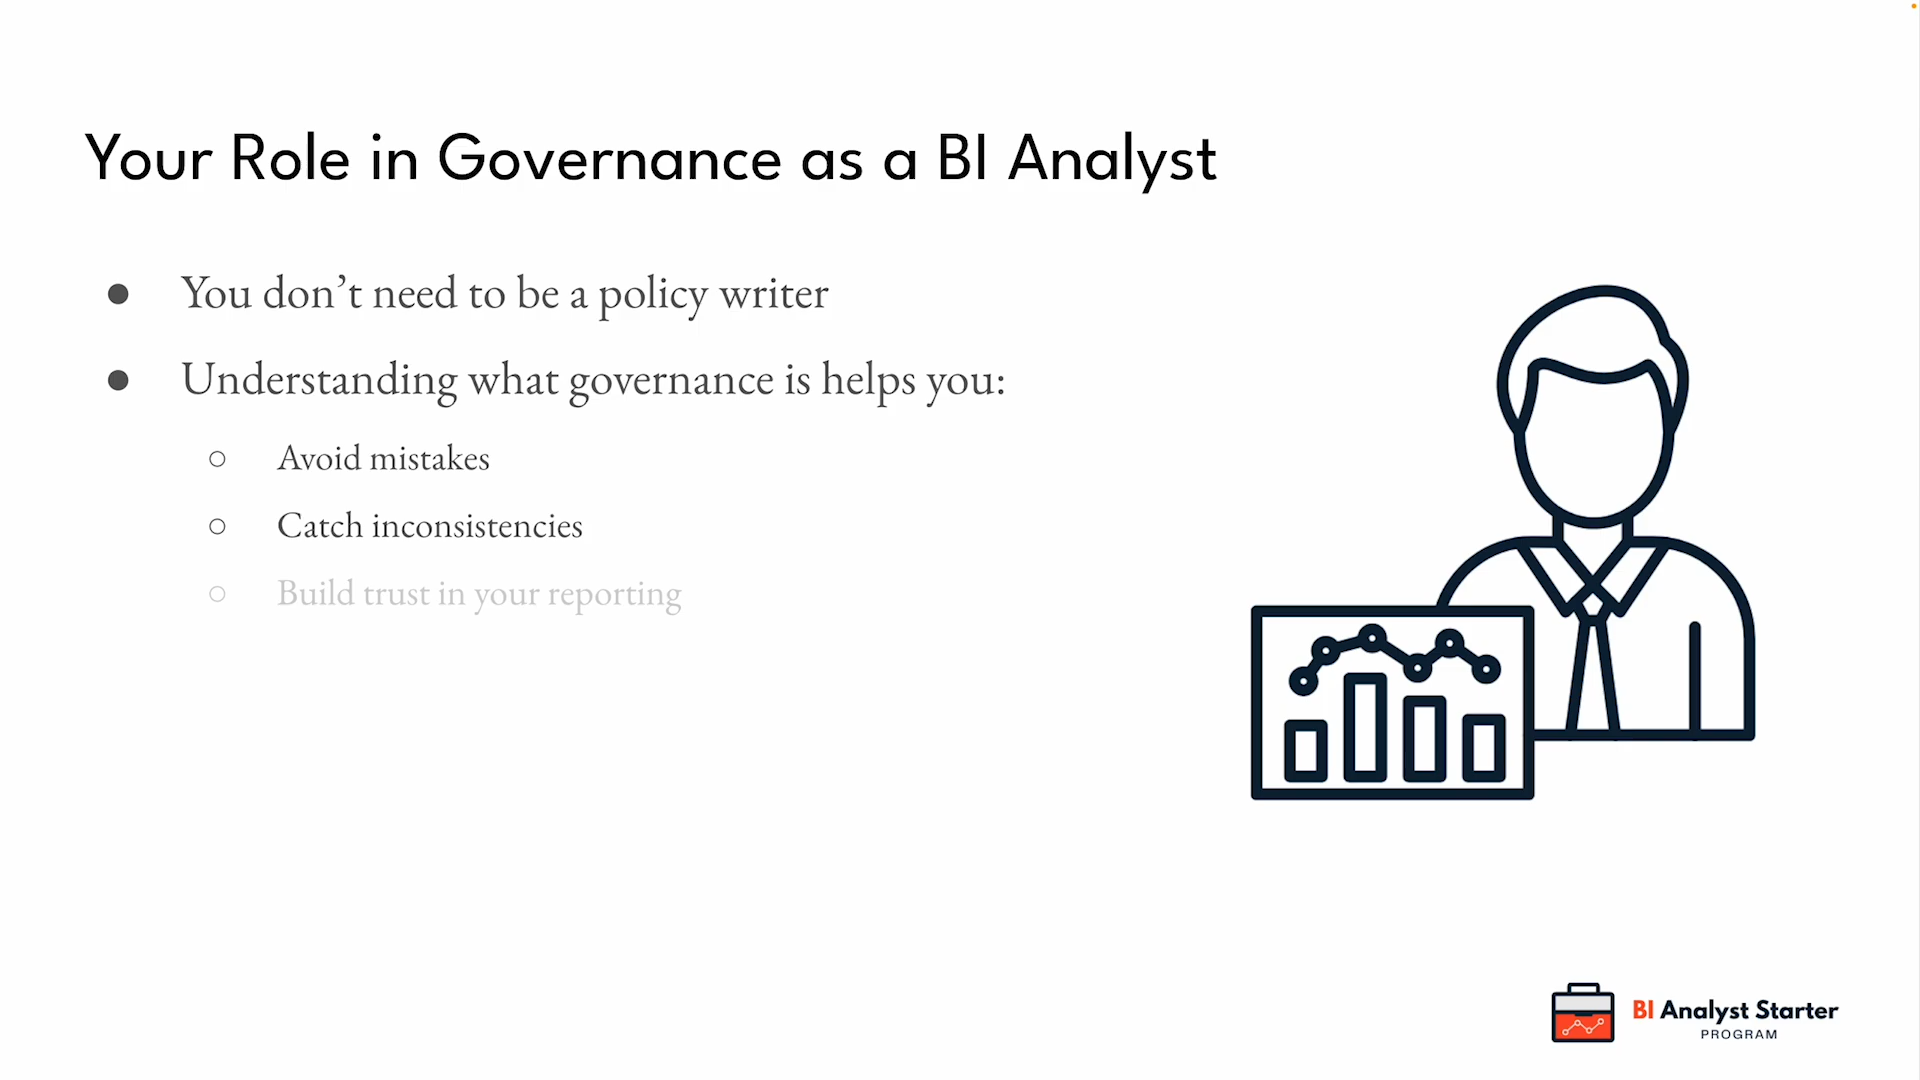 Your Role in Governance as a BI Analyst
● You don’t need to be a policy writer
● Understanding what governance is helps you:
○ Avoid mistakes
○ Catch inconsistencies
○ Build trust in your reporting
BI Analyst Starter
PROGRAM